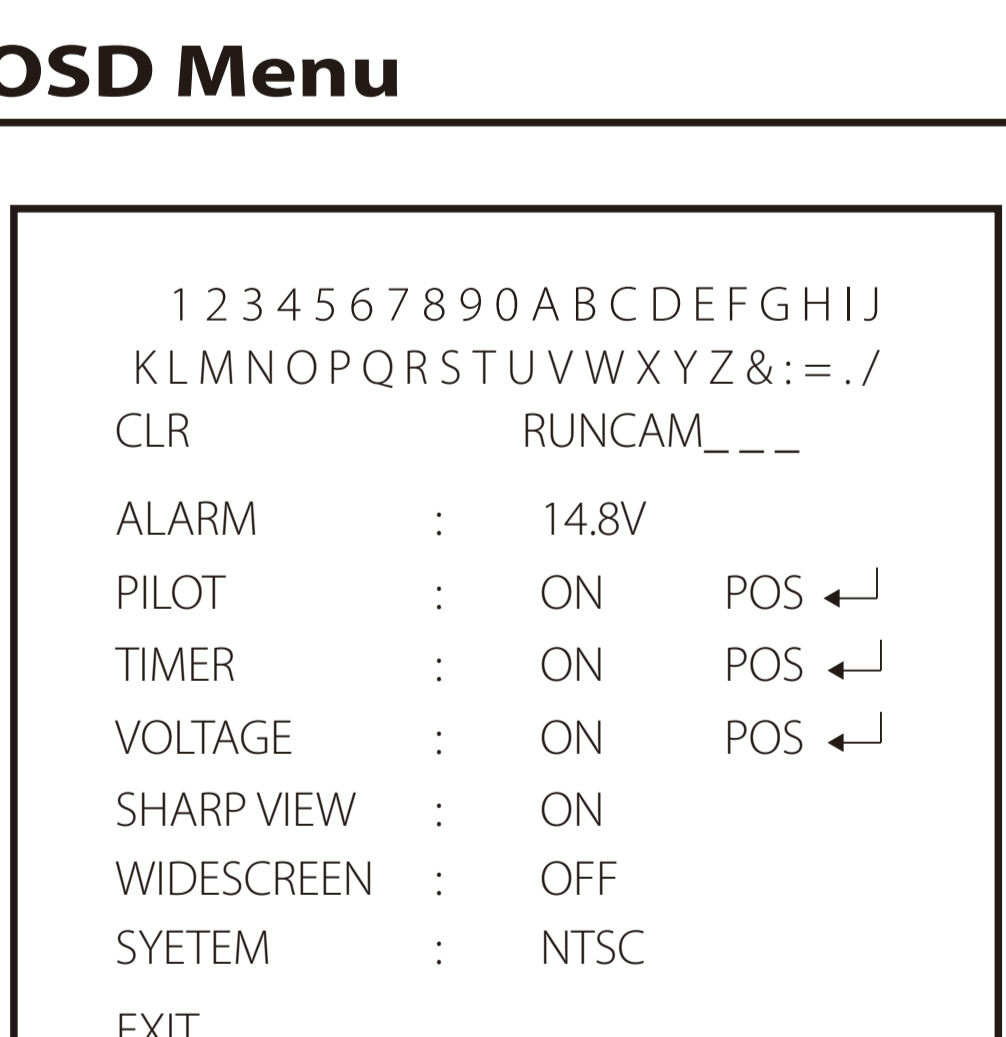 OSD Menu
1 2 3 4 5 6 7 8 9 0 A B C D E F G H I J
K L M N O P Q R S T U V W X Y Z & : = . /
CLR RUNCAM_ _ _
ALARM : 14.8V
PILOT : ON POS ↲
TIMER : ON POS ↲
VOLTAGE : ON POS ↲
SHARP VIEW : ON
WIDESCREEN : OFF
SYETEM : NTSC
EXIT